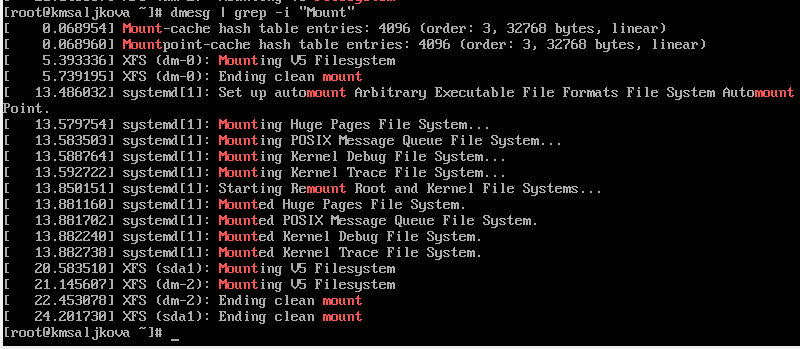 [root@kmsaljkova ~]# dmesg | grep -i "Mount"
[    0.068954] Mount-cache hash table entries: 4096 (order: 3, 32768 bytes, linear)
[    0.068960] Mountpoint-cache hash table entries: 4096 (order: 3, 32768 bytes, linear)
[    5.393336] XFS (dm-0): Mounting V5 Filesystem
[    5.739195] XFS (dm-0): Ending clean mount
[   13.486032] systemd[1]: Set up automount Arbitrary Executable File Formats File System Automount
Point.
[   13.579754] systemd[1]: Mounting Huge Pages File System...
[   13.583503] systemd[1]: Mounting POSIX Message Queue File System...
[   13.588764] systemd[1]: Mounting Kernel Debug File System...
[   13.592722] systemd[1]: Mounting Kernel Trace File System...
[   13.850151] systemd[1]: Starting Remount Root and Kernel File Systems...
[   13.881160] systemd[1]: Mounted Huge Pages File System.
[   13.881702] systemd[1]: Mounted POSIX Message Queue File System.
[   13.882240] systemd[1]: Mounted Kernel Debug File System.
[   13.882738] systemd[1]: Mounted Kernel Trace File System.
[   20.583510] XFS (sda1): Mounting V5 Filesystem
[   21.145607] XFS (dm-2): Mounting V5 Filesystem
[   22.453078] XFS (dm-2): Ending clean mount
[   24.201730] XFS (sda1): Ending clean mount
[root@kmsaljkova ~]# _